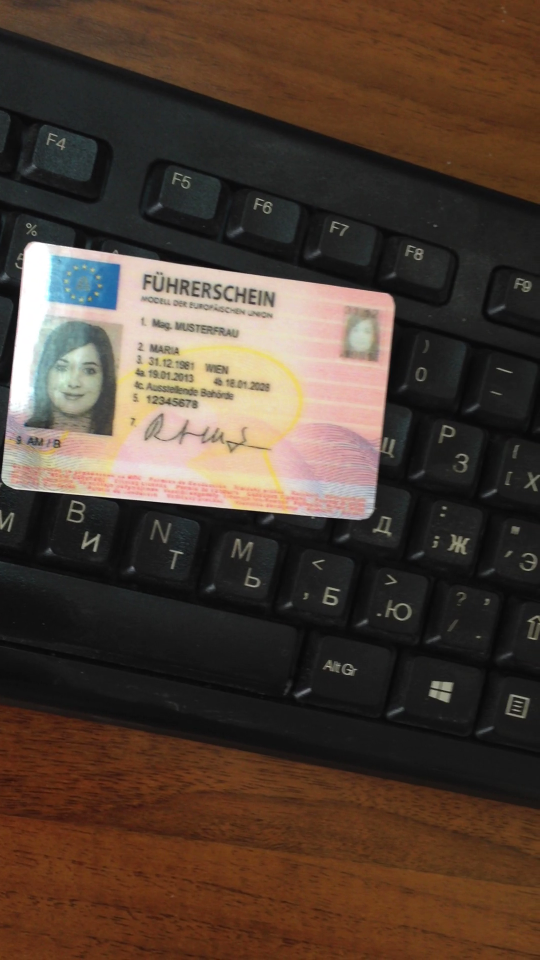 F4
F5
F6
F7
F8
F9
%
5
FÜHRERSCHEIN
MODELL DER EUROPÄISCHEN UNION
1. Mag. MUSTERFRAU
2. MARIA
3. 31.12.1981 WIEN
4a. 19.01.2013 4b. 18.01.2028
4c. Ausstellende Behörde
5. 12345678
7.
9. AM / B
) 0
_ -
Щ
P З
{ [ Х
Д
: ; Ж
" ' Э
M
B И
N Т
M Ь
< , Б
> . Ю
? / , .
Alt Gr